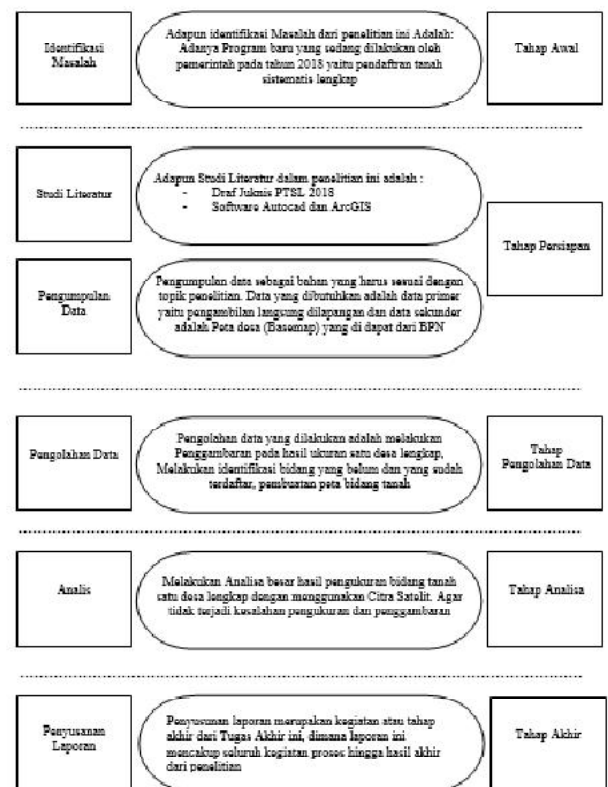 Identifikasi
Masalah
Adapun identifikasi Masalah dari penelitian ini Adalah:
Adanya Program baru yang sedang dilakukan oleh
pemerintah pada tahun 2018 yaitu pendaftran tanah
sistematis lengkap
Tahap Awal
Studi Literatur
Adapun Studi Literatur dalam penelitian ini adalah :
- Draf Juknis PTSL 2018
- Software Autocad dan ArcGIS
Tahap Persiapan
Pengumpulan
Data
Pengumpulan data sebagai bahan yang harus sesuai dengan
topik penelitian. Data yang dibutuhkan adalah data primer
yaitu pengambilan langsung dilapangan dan data sekunder
adalah Peta desa (Basemap) yang di dapat dari BPN
Pengolahan Data
Pengolahan data yang dilakukan adalah melakukan
Penggambaran pada hasil ukuran satu desa lengkap,
Melakukan identifikasi bidang yang belum dan yang sudah
terdaftar, pembuatan peta bidang tanah
Tahap
Pengolahan Data
Analis
Melakukan Analisa besar hasil pengukuran bidang tanah
satu desa lengkap dengan menggunakan Citra Satelit. Agar
tidak terjadi kesalahan pengukuran dan penggambaran
Tahap Analisa
Penyusunan
Laporan
Penyusunan laporan merupakan kegiatan atau tahap
akhir dari Tugas Akhir ini, dimana laporan ini
mencakup seluruh kegiatan proses hingga hasil akhir
dari penelitian
Tahap Akhir